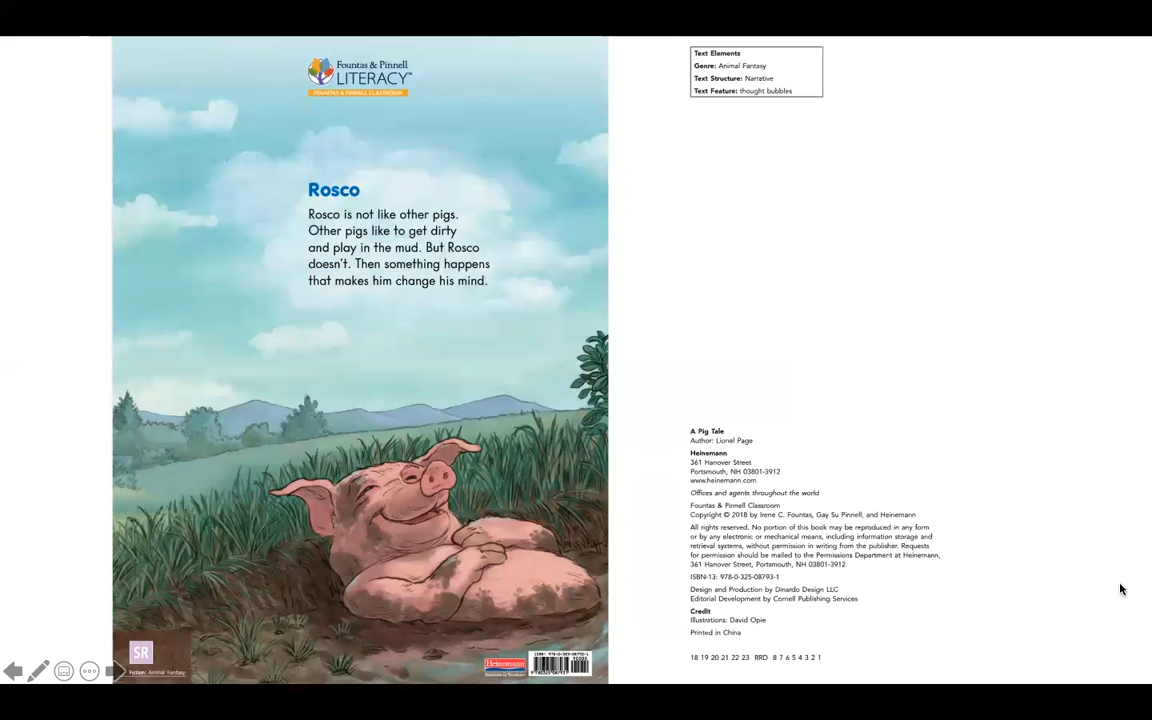 Fountas & Pinnell
LITERACY™
FOUNTAS & PINNELL CLASSROOM
Rosco
Rosco is not like other pigs.
Other pigs like to get dirty
and play in the mud. But Rosco
doesn't. Then something happens
that makes him change his mind.
SR
Fiction: Animal Fantasy
Heinemann
Text Elements
Genre: Animal Fantasy
Text Structure: Narrative
Text Feature: thought bubbles
A Pig Tale
Author: Lionel Page
Heinemann
361 Hanover Street
Portsmouth, NH 03801-3912
www.heinemann.com
Offices and agents throughout the world
Fountas & Pinnell Classroom
Copyright © 2018 by Irene C. Fountas, Gay Su Pinnell, and Heinemann
All rights reserved. No portion of this book may be reproduced in any form
or by any electronic or mechanical means, including information storage and
retrieval systems, without permission in writing from the publisher. Requests
for permission should be mailed to the Permissions Department at Heinemann,
361 Hanover Street, Portsmouth, NH 03801-3912.
ISBN-13: 978-0-325-08793-1
Design and Production by Dinardo Design LLC
Editorial Development by Cornell Publishing Services
Credit
Illustrations: David Opie
Printed in China
18 19 20 21 22 23 RRD 8 7 6 5 4 3 2 1